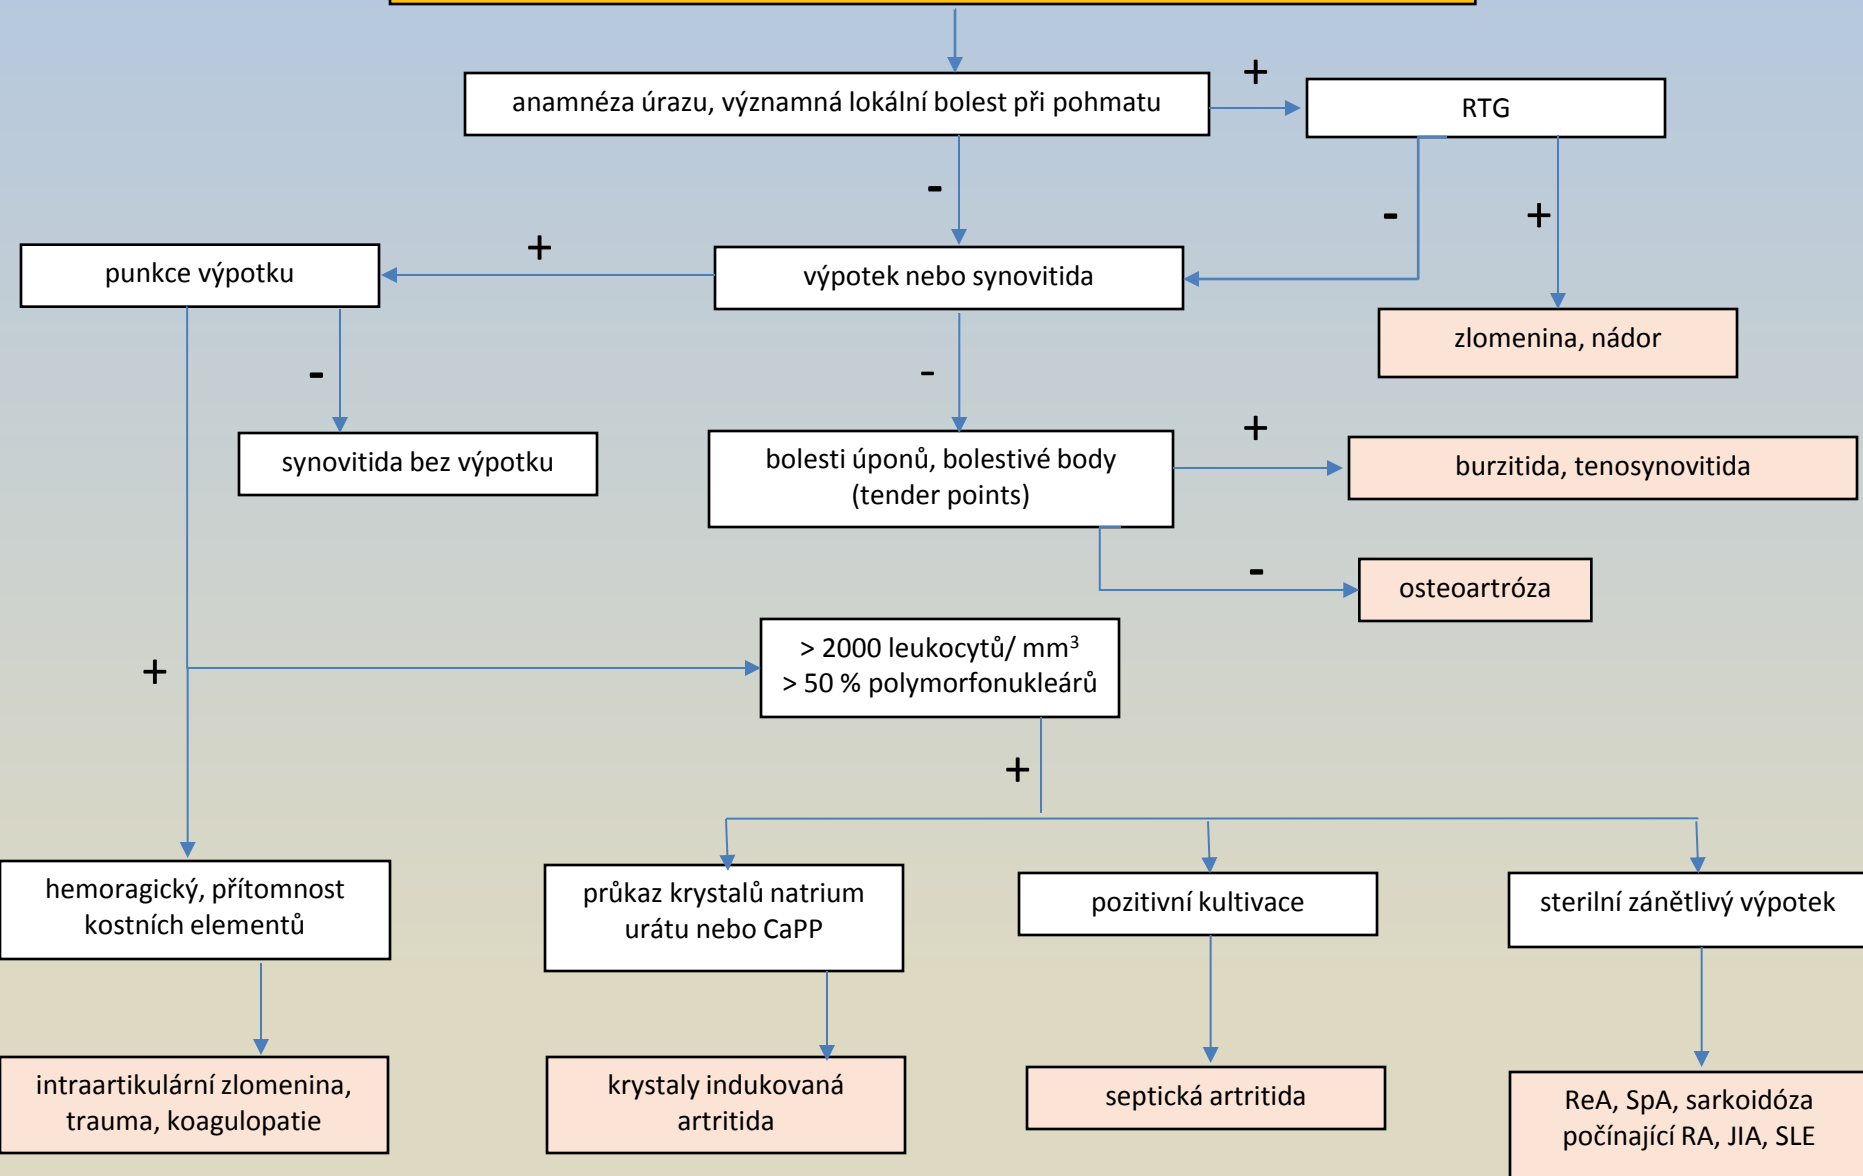 anamnéza úrazu, významná lokální bolest při pohmatu
+
RTG
-
-
+
punkce výpotku
+
výpotek nebo synovitida
zlomenina, nádor
-
-
synovitida bez výpotku
bolesti úponů, bolestivé body
(tender points)
+
burzitida, tenosynovitida
-
osteoartróza
+
> 2000 leukocytů/ mm³
> 50 % polymorfonukleárů
+
hemoragický, přítomnost
kostních elementů
průkaz krystalů natrium
urátu nebo CaPP
pozitivní kultivace
sterilní zánětlivý výpotek
intraartikulární zlomenina,
trauma, koagulopatie
krystaly indukovaná
artritida
septická artritida
ReA, SpA, sarkoidóza
počínající RA, JIA, SLE